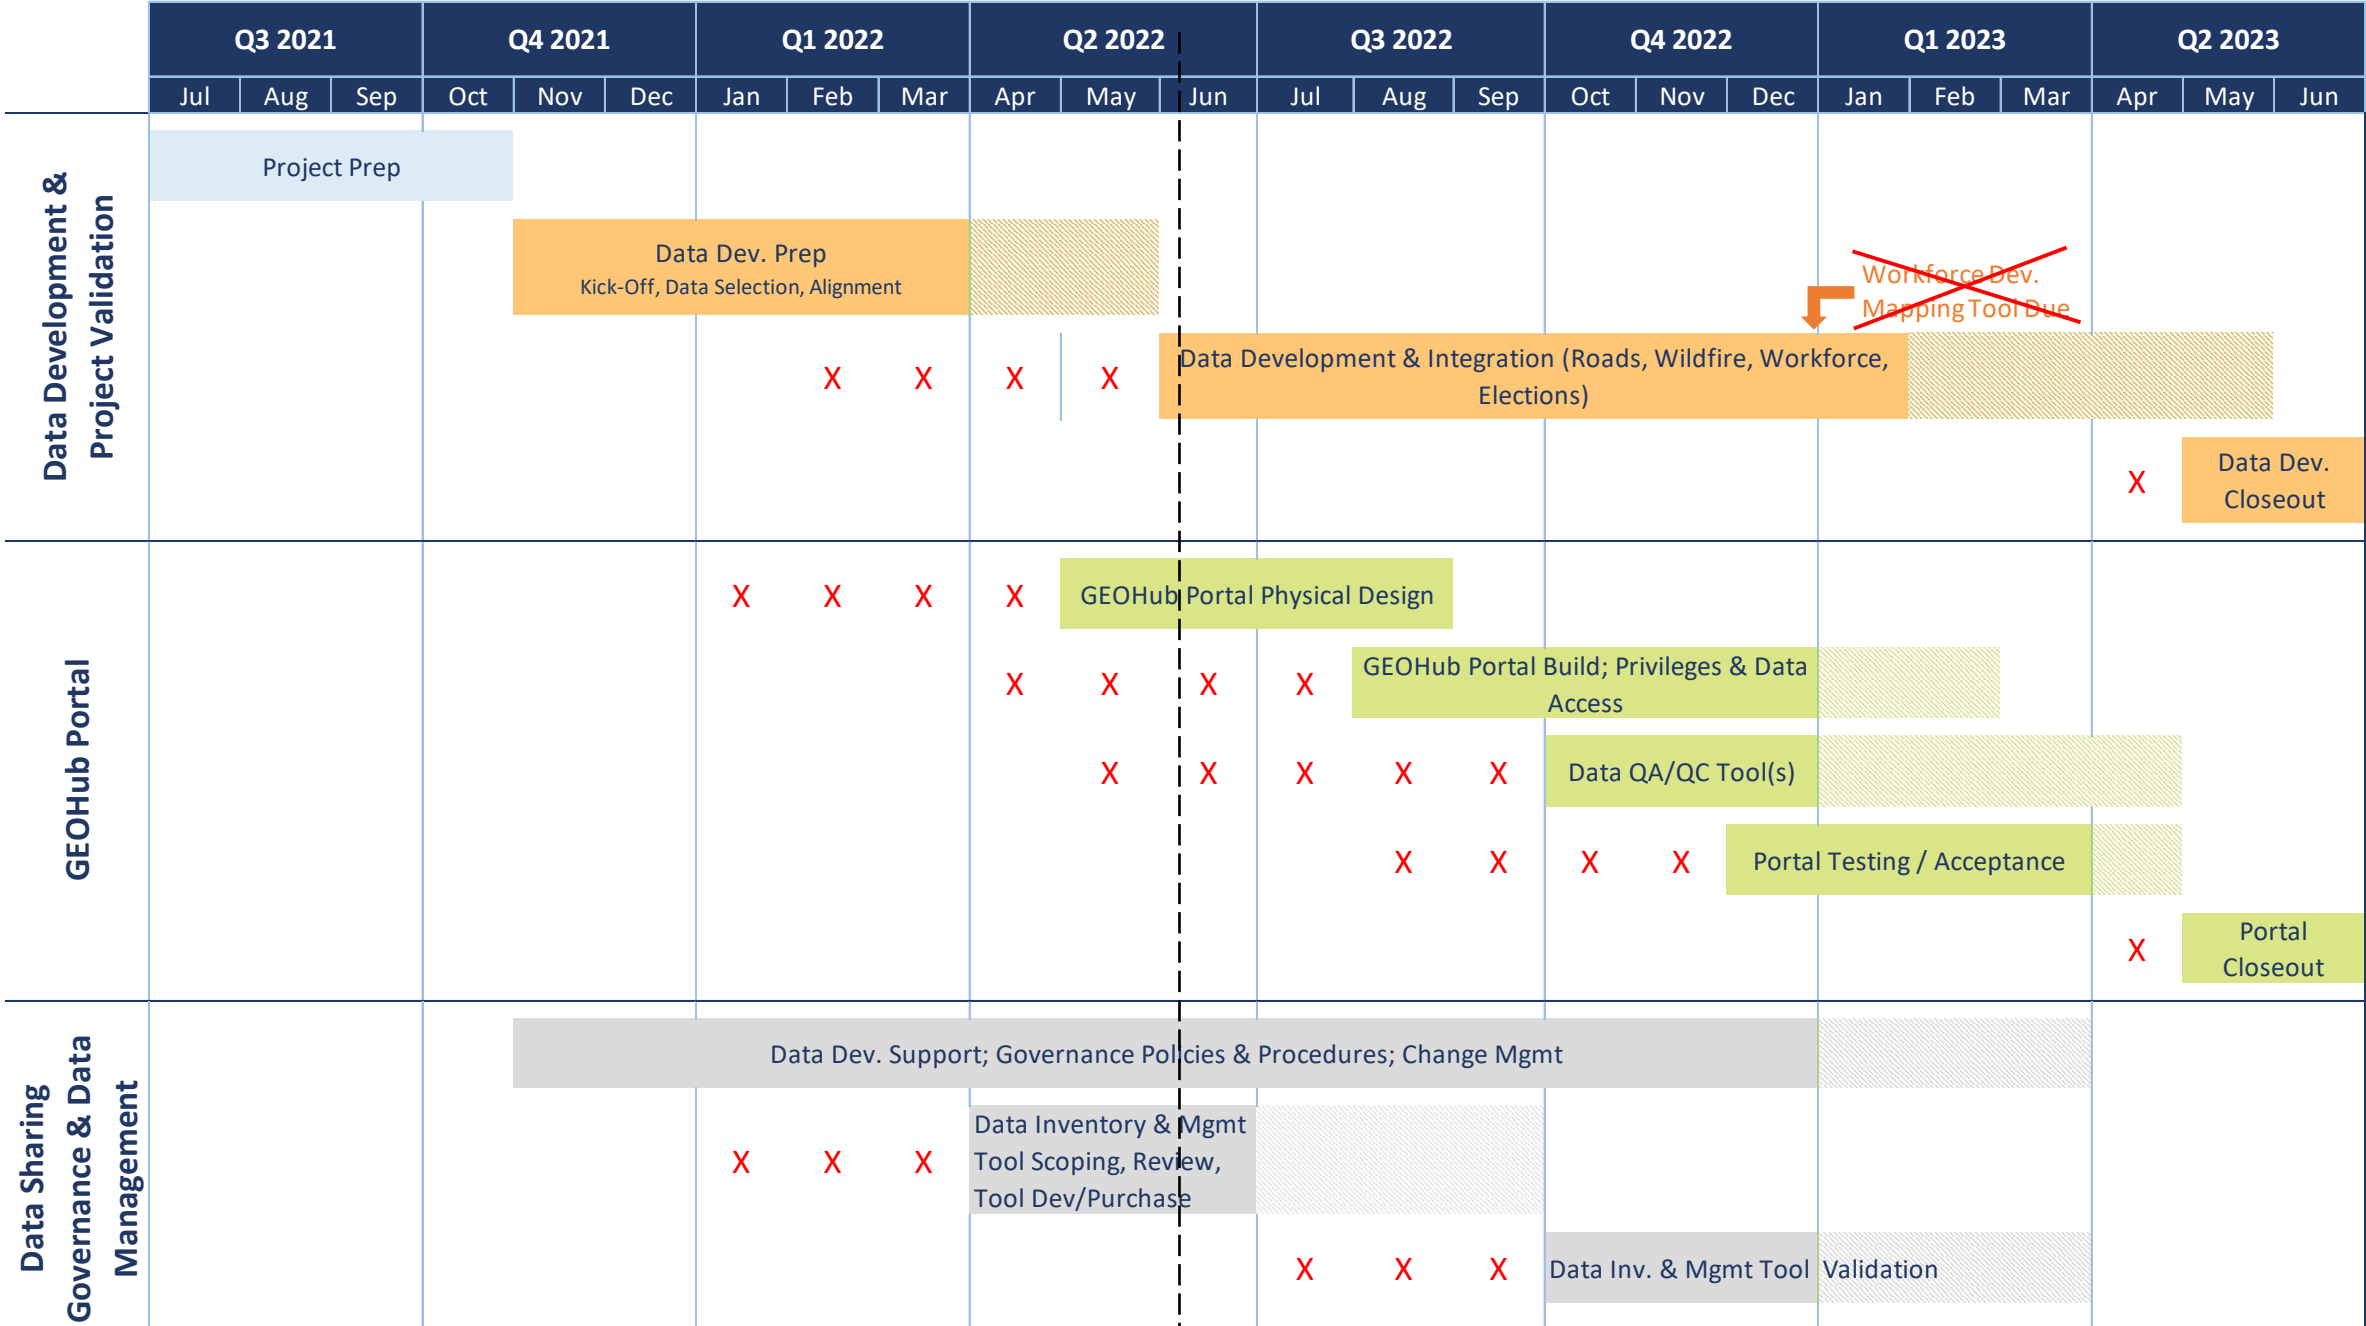 Q3 2021 Q4 2021 Q1 2022 Q2 2022 Q3 2022 Q4 2022 Q1 2023 Q2 2023
Jul Aug Sep Oct Nov Dec Jan Feb Mar Apr May Jun Jul Aug Sep Oct Nov Dec Jan Feb Mar Apr May Jun
Data Development &
Project Validation
Project Prep
Data Dev. Prep
Kick-Off, Data Selection, Alignment
Workforce Dev.
Mapping Tool Due
X X X X
Data Development & Integration (Roads, Wildfire, Workforce,
Elections)
X
Data Dev.
Closeout
GEOHub Portal
X X X X GEOHub Portal Physical Design
X X X X
GEOHub Portal Build; Privileges & Data
Access
X X X X X Data QA/QC Tool(s)
X X X X Portal Testing / Acceptance
X
Portal
Closeout
Data Sharing
Governance & Data
Management
Data Dev. Support; Governance Policies & Procedures; Change Mgmt
X X X
Data Inventory & Mgmt
Tool Scoping, Review,
Tool Dev/Purchase
X X X Data Inv. & Mgmt Tool Validation